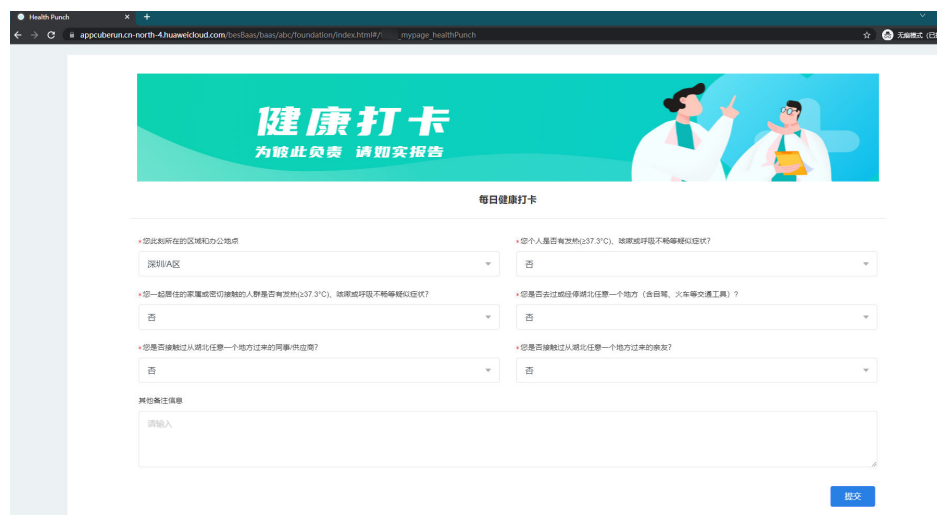 Health Punch
appcuberun.cn-north-4.huaweicloud.com/besBaas/baas/abc/foundation/index.html#/ _mypage_healthPunch
无痕模式
健康打卡
为彼此负责 请如实报告
每日健康打卡
*您此刻所在的区域和办公地点
*您个人是否有发热(≥37.3°C)、咳嗽或呼吸不畅等疑似症状?
深圳/A区
否
*您一起居住的家属或密切接触的人群是否有发热(≥37.3°C)、咳嗽或呼吸不畅等疑似症状?
*您是否去过或经停湖北任意一个地方（含自驾、火车等交通工具）?
否
否
*您是否接触过从湖北任意一个地方过来的同事/供应商?
*您是否接触过从湖北任意一个地方过来的亲友?
否
否
其他备注信息
请输入
提交